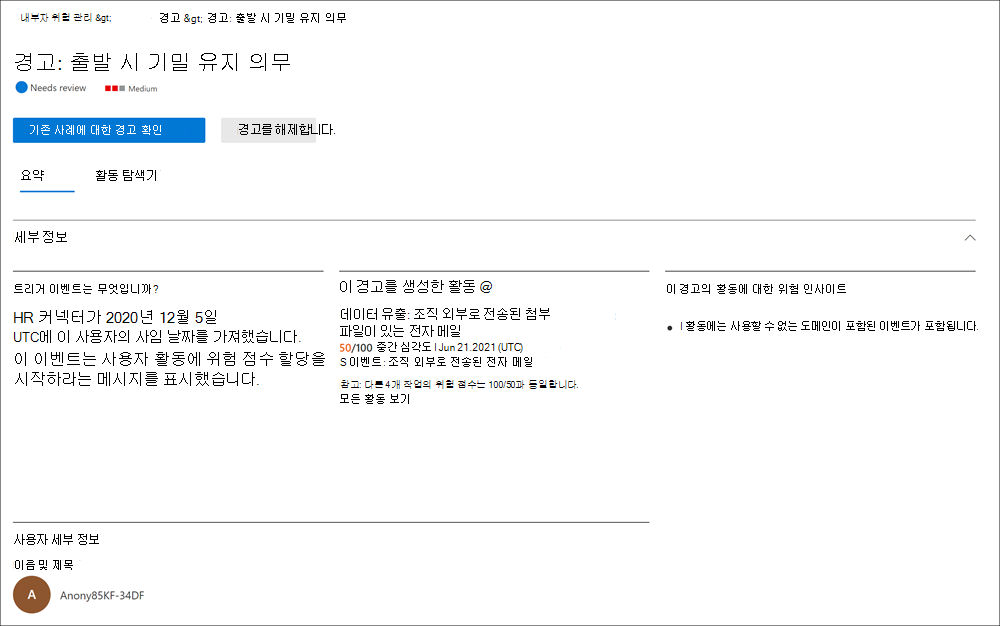 내부자 위험 관리 &gt; 경고 &gt; 경고: 출발 시 기밀 유지 의무
경고: 출발 시 기밀 유지 의무
Needs review Medium
기존 사례에 대한 경고 확인 경고를 해제합니다.
요약 활동 탐색기
세부 정보
트리거 이벤트는 무엇입니까?
HR 커넥터가 2020년 12월 5일
UTC에 이 사용자의 사임 날짜를 가져했습니다.
이 이벤트는 사용자 활동에 위험 점수 할당을
시작하라는 메시지를 표시했습니다.
이 경고를 생성한 활동 @
데이터 유출: 조직 외부로 전송된 첨부
파일이 있는 전자 메일
50/100 중간 심각도 I Jun 21.2021 (UTC)
S 이벤트: 조직 외부로 전송된 전자 메일
참고: 다른 4개 작업의 위험 점수는 100/50과 동일합니다.
모든 활동 보기
이 경고의 활동에 대한 위험 인사이트
• I 활동에는 사용할 수 없는 도메인이 포함된 이벤트가 포함됩니다.
사용자 세부 정보
이름 및 제목
A Anony85KF-34DF